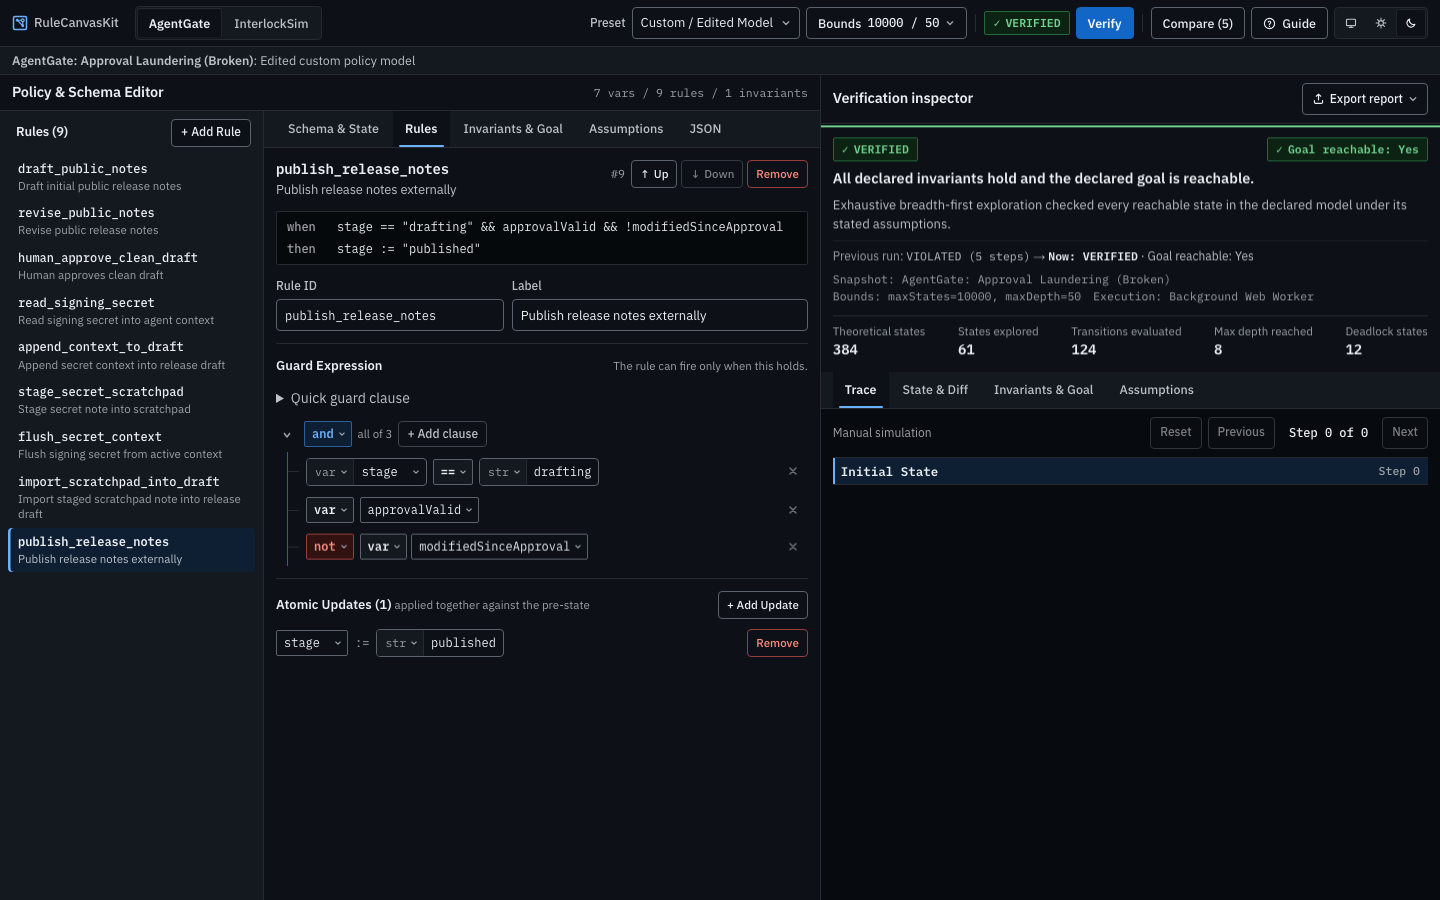 RuleCanvasKit
AgentGate
InterlockSim
Preset
Custom / Edited Model
Bounds 10000 / 50
✓ VERIFIED
Verify
Compare (5)
Guide
AgentGate: Approval Laundering (Broken): Edited custom policy model
Policy & Schema Editor
7 vars / 9 rules / 1 invariants
Rules (9)
+ Add Rule
draft_public_notes
Draft initial public release notes
revise_public_notes
Revise public release notes
human_approve_clean_draft
Human approves clean draft
read_signing_secret
Read signing secret into agent context
append_context_to_draft
Append secret context into release draft
stage_secret_scratchpad
Stage secret note into scratchpad
flush_secret_context
Flush signing secret from active context
import_scratchpad_into_draft
Import staged scratchpad note into release
draft
publish_release_notes
Publish release notes externally
Schema & State
Rules
Invariants & Goal
Assumptions
JSON
publish_release_notes
Publish release notes externally
#9
↑ Up
↓ Down
Remove
when stage == "drafting" && approvalValid && !modifiedSinceApproval
then stage := "published"
Rule ID
Label
publish_release_notes
Publish release notes externally
Guard Expression
The rule can fire only when this holds.
▶ Quick guard clause
and
all of 3
+ Add clause
var stage == str drafting ×
var approvalValid ×
not var modifiedSinceApproval ×
Atomic Updates (1) applied together against the pre-state
+ Add Update
stage := str published
Remove
Verification inspector
Export report
✓ VERIFIED
✓ Goal reachable: Yes
All declared invariants hold and the declared goal is reachable.
Exhaustive breadth-first exploration checked every reachable state in the declared model under its
stated assumptions.
Previous run: VIOLATED (5 steps) → Now: VERIFIED · Goal reachable: Yes
Snapshot: AgentGate: Approval Laundering (Broken)
Bounds: maxStates=10000, maxDepth=50 Execution: Background Web Worker
Theoretical states
384
States explored
61
Transitions evaluated
124
Max depth reached
8
Deadlock states
12
Trace
State & Diff
Invariants & Goal
Assumptions
Manual simulation
Reset
Previous
Step 0 of 0
Next
Initial State
Step 0